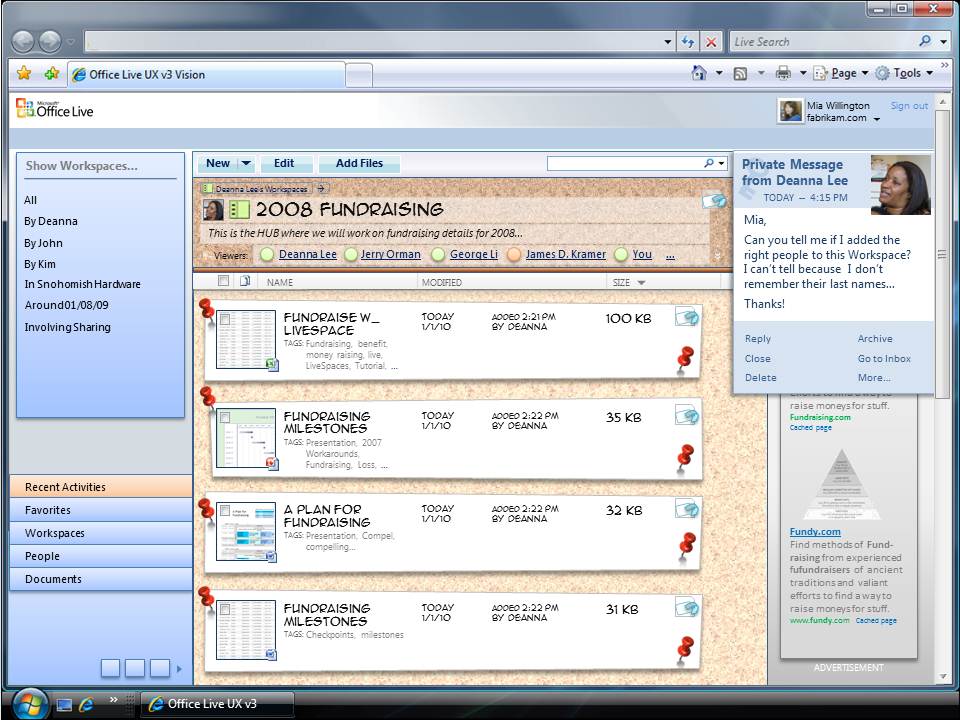 Live Search
Office Live UX v3 Vision
Page
Tools
Microsoft®
Office Live
Mia Willington
fabrikam.com
Sign out
Show Workspaces...
All
By Deanna
By John
By Kim
In Snohomish Hardware
Around01/08/09
Involving Sharing
Recent Activities
Favorites
Workspaces
People
Documents
New
Edit
Add Files
Deanna Lee's Workspaces
2008 FUNDRAISING
This is the HUB where we will work on fundraising details for 2008...
Viewers: Deanna Lee Jerry Orman George Li James D. Kramer You ...
NAME MODIFIED SIZE
FUNDRAISE W_
LIVESPACE
TAGS: Fundraising, benefit,
money raising, live,
LiveSpaces, Tutorial, ...
TODAY
1/1/10
ADDED 2:21 PM
BY DEANNA
100 KB
FUNDRAISING
MILESTONES
TAGS: Presentation, 2007
Workarounds,
Fundraising, Loss, ...
TODAY
1/1/10
ADDED 2:22 PM
BY DEANNA
35 KB
A PLAN FOR
FUNDRAISING
TAGS: Presentation, Compel,
compelling...
TODAY
1/1/10
ADDED 2:22 PM
BY DEANNA
32 KB
FUNDRAISING
MILESTONES
TAGS: Checkpoints, milestones
TODAY
1/1/10
ADDED 2:22 PM
BY DEANNA
31 KB
Private Message
from Deanna Lee
TODAY — 4:15 PM
Mia,
Can you tell me if I added the
right people to this Workspace?
I can't tell because I don't
remember their last names...
Thanks!
Reply Archive
Close Go to Inbox
Delete More...
efforts to find a way to
raise moneys for stuff.
Fundraising.com
Cached page
Fundy.com
Find methods of Fund-
raising from experienced
fufundraisers of ancient
traditions and valiant
efforts to find a way to
raise moneys for stuff.
www.fundy.com Cached page
ADVERTISEMENT
Office Live UX v3